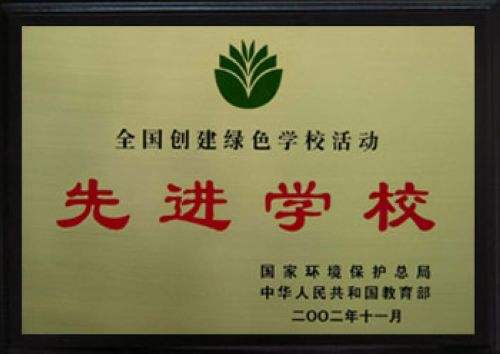 全国创建绿色学校活动
先进学校
国家环境保护总局
中华人民共和国教育部
二〇〇二年十一月